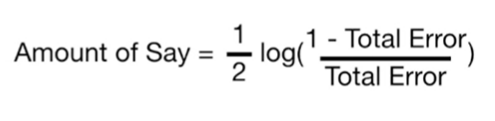 Amount of Say = 1/2 log(1 - Total Error/Total Error)